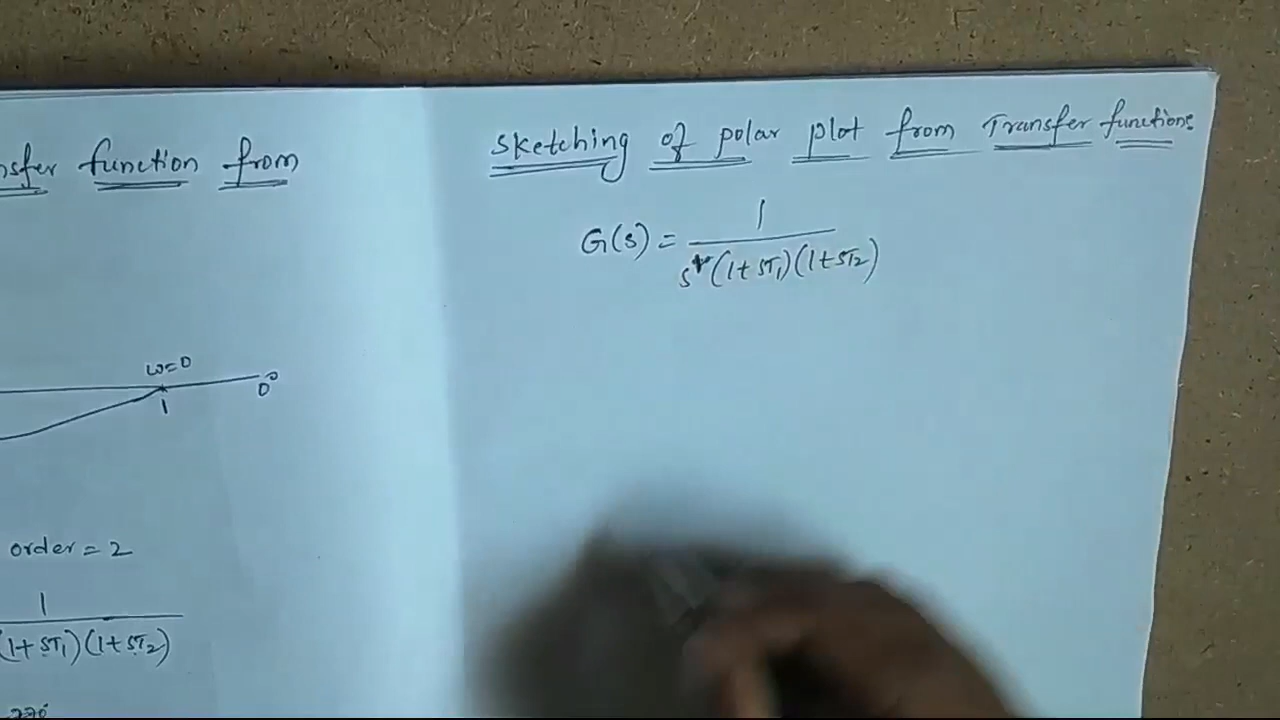 nsfer function from
ω=0
0°
1
order = 2
1
(1+ST1)(1+ST2)
Sketching of polar plot from Transfer functions
G(s) = 1
s²(1+ST1)(1+ST2)